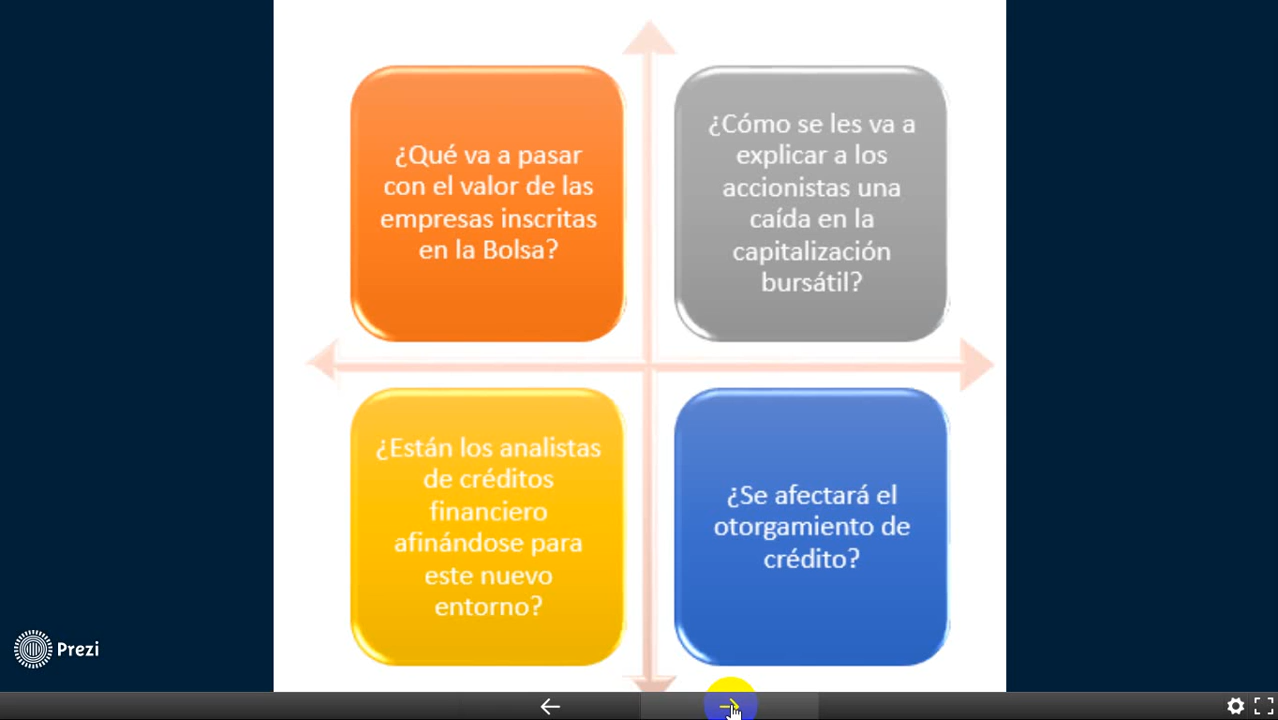 ¿Qué va a pasar
con el valor de las
empresas inscritas
en la Bolsa?
¿Cómo se les va a
explicar a los
accionistas una
caída en la
capitalización
bursátil?
¿Están los analistas
de créditos
financiero
afinándose para
este nuevo
entorno?
¿Se afectará el
otorgamiento de
crédito?
Prezi